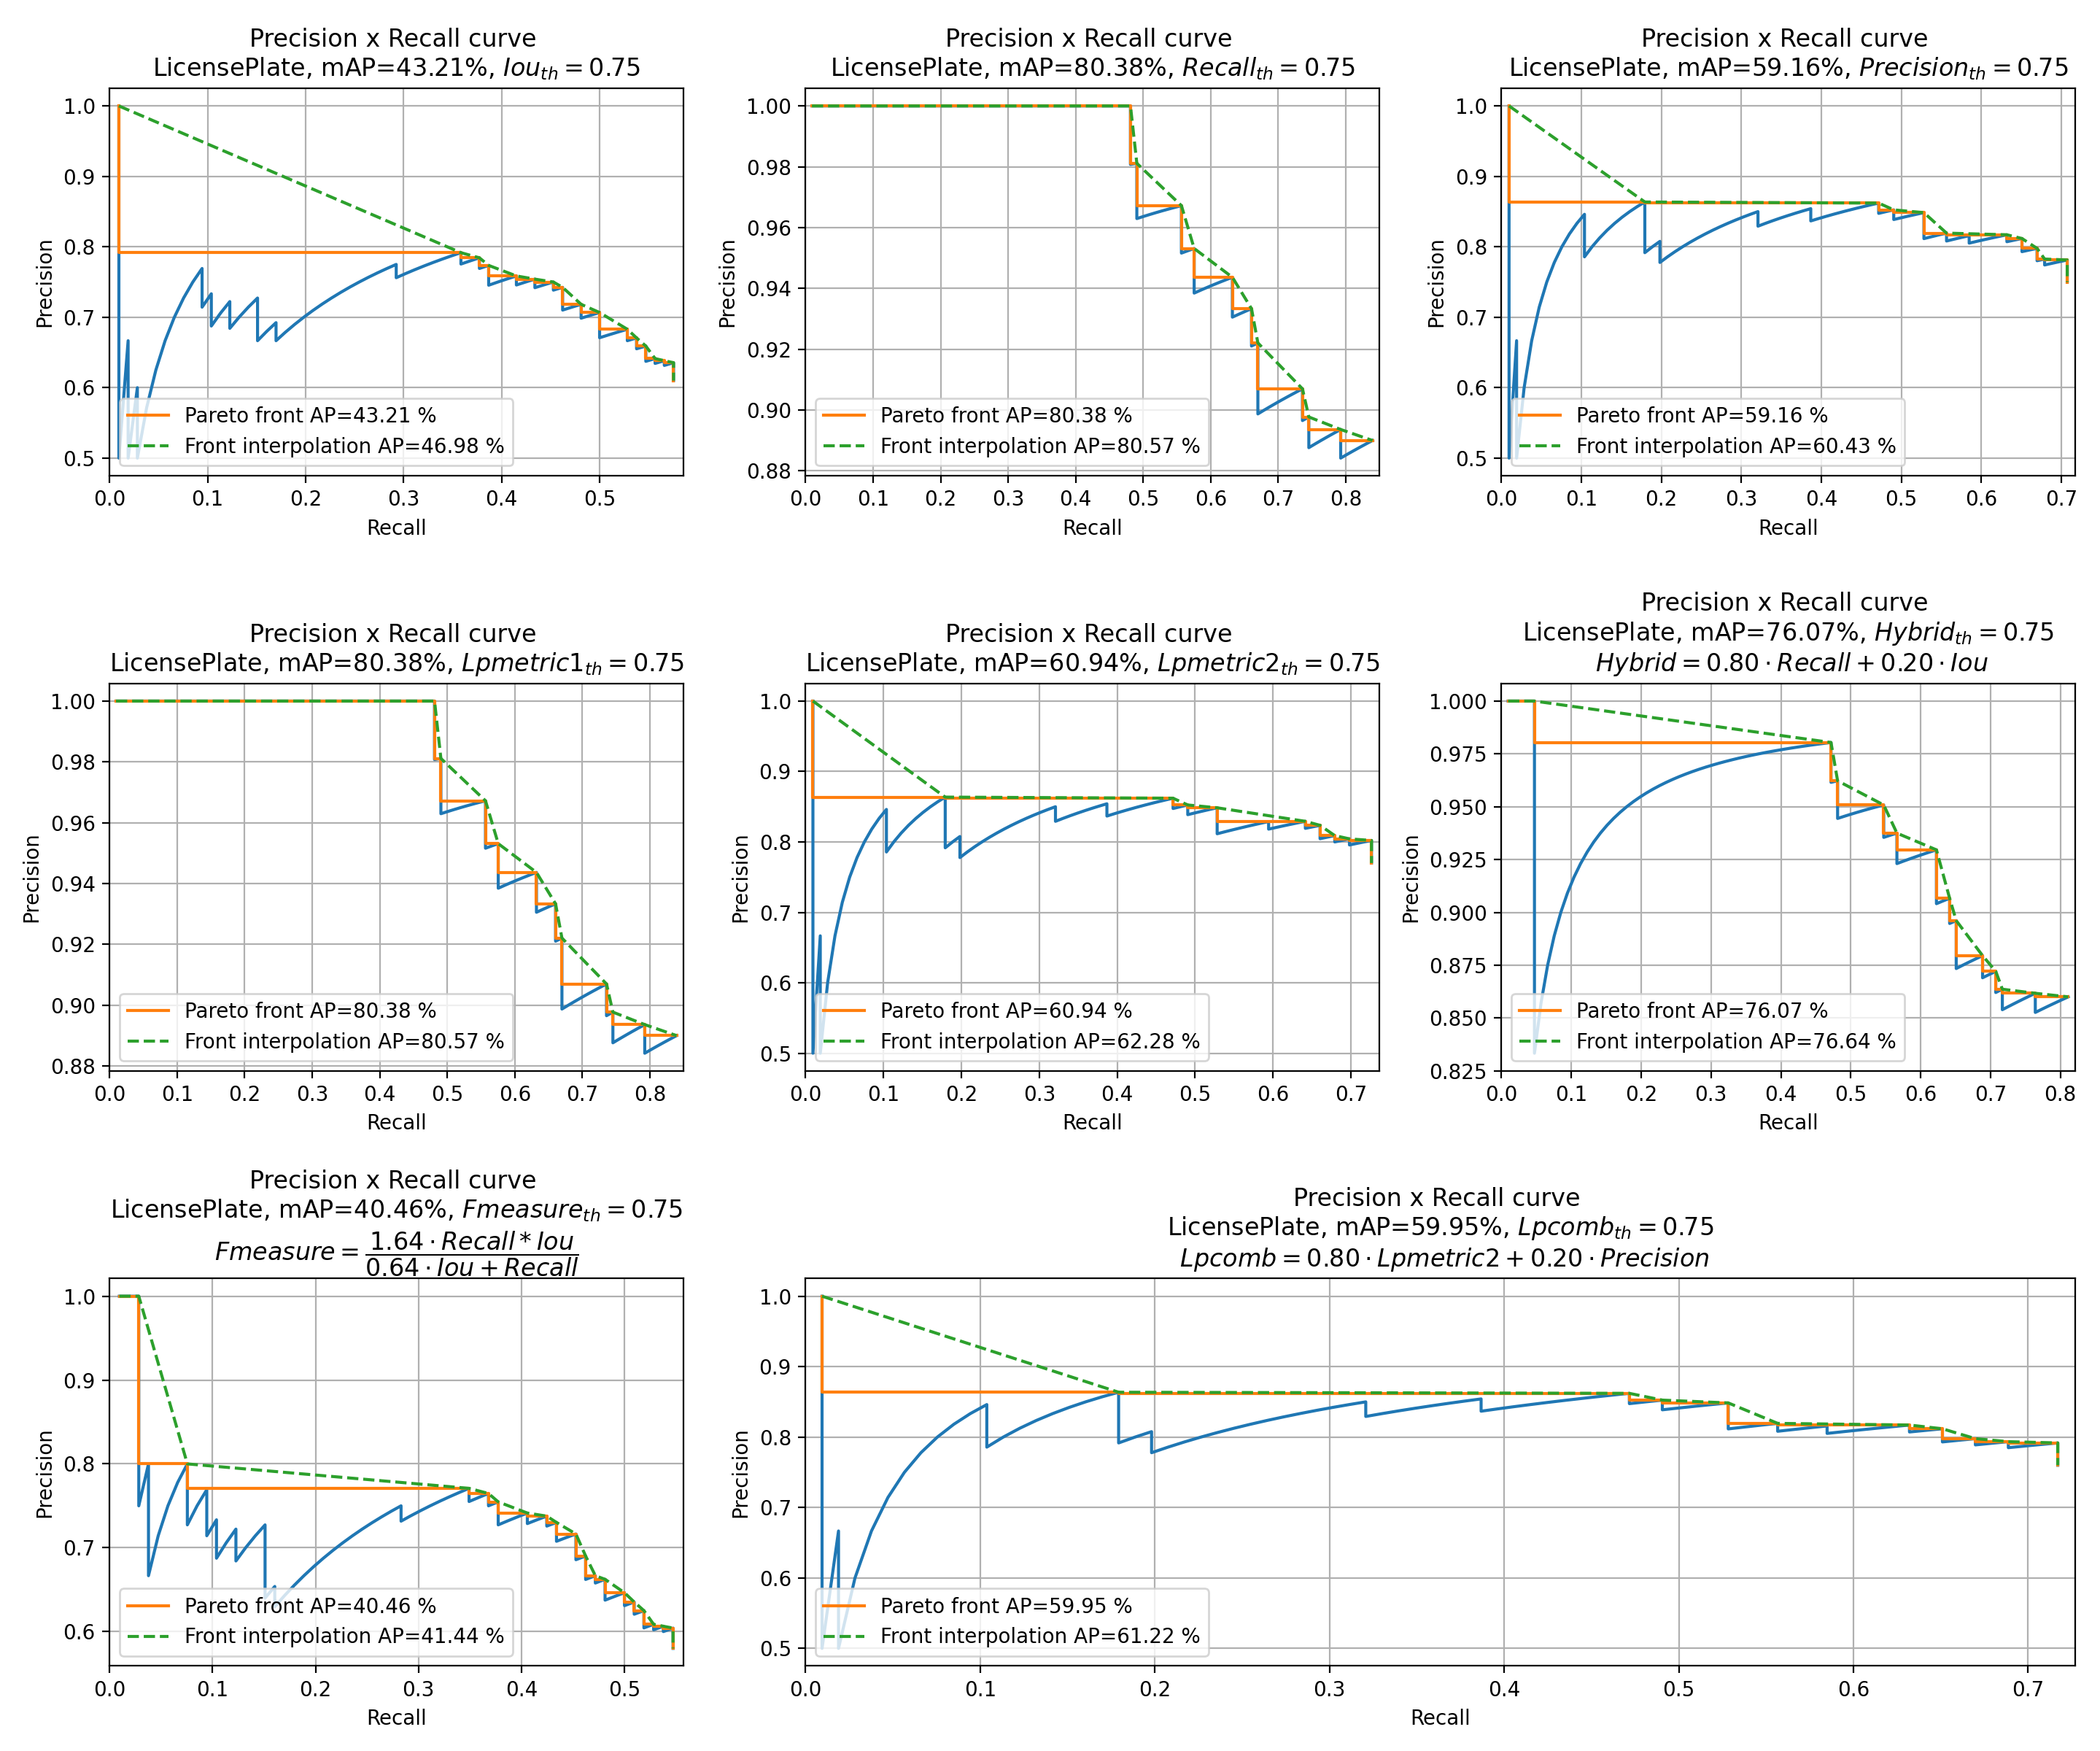 Precision x Recall curve
LicensePlate, mAP=43.21%, Iou_th = 0.75
1.0
0.9
0.8
0.7
0.6
0.5
Precision
Pareto front AP=43.21 %
Front interpolation AP=46.98 %
0.0 0.1 0.2 0.3 0.4 0.5
Recall
Precision x Recall curve
LicensePlate, mAP=80.38%, Recall_th = 0.75
1.00
0.98
0.96
0.94
0.92
0.90
0.88
Precision
Pareto front AP=80.38 %
Front interpolation AP=80.57 %
0.0 0.1 0.2 0.3 0.4 0.5 0.6 0.7 0.8
Recall
Precision x Recall curve
LicensePlate, mAP=59.16%, Precision_th = 0.75
1.0
0.9
0.8
0.7
0.6
0.5
Precision
Pareto front AP=59.16 %
Front interpolation AP=60.43 %
0.0 0.1 0.2 0.3 0.4 0.5 0.6 0.7
Recall
Precision x Recall curve
LicensePlate, mAP=80.38%, Lpmetric1_th = 0.75
1.00
0.98
0.96
0.94
0.92
0.90
0.88
Precision
Pareto front AP=80.38 %
Front interpolation AP=80.57 %
0.0 0.1 0.2 0.3 0.4 0.5 0.6 0.7 0.8
Recall
Precision x Recall curve
LicensePlate, mAP=60.94%, Lpmetric2_th = 0.75
1.0
0.9
0.8
0.7
0.6
0.5
Precision
Pareto front AP=60.94 %
Front interpolation AP=62.28 %
0.0 0.1 0.2 0.3 0.4 0.5 0.6 0.7
Recall
Precision x Recall curve
LicensePlate, mAP=76.07%, Hybrid_th = 0.75
Hybrid = 0.80 · Recall + 0.20 · Iou
1.000
0.975
0.950
0.925
0.900
0.875
0.850
0.825
Precision
Pareto front AP=76.07 %
Front interpolation AP=76.64 %
0.0 0.1 0.2 0.3 0.4 0.5 0.6 0.7 0.8
Recall
Precision x Recall curve
LicensePlate, mAP=40.46%, Fmeasure_th = 0.75
Fmeasure = 1.64 · Recall * Iou / 0.64 · Iou + Recall
1.0
0.9
0.8
0.7
0.6
Precision
Pareto front AP=40.46 %
Front interpolation AP=41.44 %
0.0 0.1 0.2 0.3 0.4 0.5
Recall
Precision x Recall curve
LicensePlate, mAP=59.95%, Lpcomb_th = 0.75
Lpcomb = 0.80 · Lpmetric2 + 0.20 · Precision
1.0
0.9
0.8
0.7
0.6
0.5
Precision
Pareto front AP=59.95 %
Front interpolation AP=61.22 %
0.0 0.1 0.2 0.3 0.4 0.5 0.6 0.7
Recall